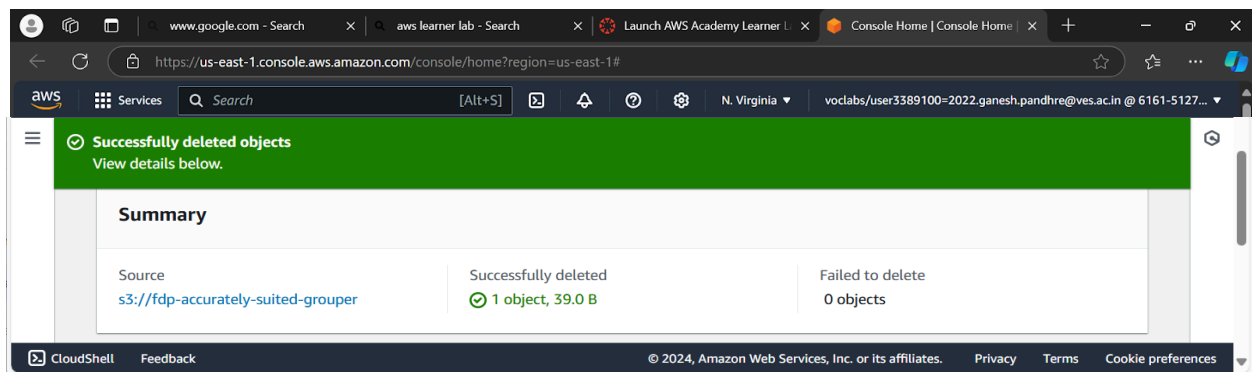 www.google.com - Search
aws learner lab - Search
Launch AWS Academy Learner L
Console Home | Console Home |
https://us-east-1.console.aws.amazon.com/console/home?region=us-east-1#
aws Services Search [Alt+S] N. Virginia ▼ voclabs/user3389100=2022.ganesh.pandhre@ves.ac.in @ 6161-5127... ▼
Successfully deleted objects
View details below.
Summary
Source Successfully deleted Failed to delete
s3://fdp-accurately-suited-grouper 1 object, 39.0 B 0 objects
CloudShell Feedback © 2024, Amazon Web Services, Inc. or its affiliates. Privacy Terms Cookie preferences